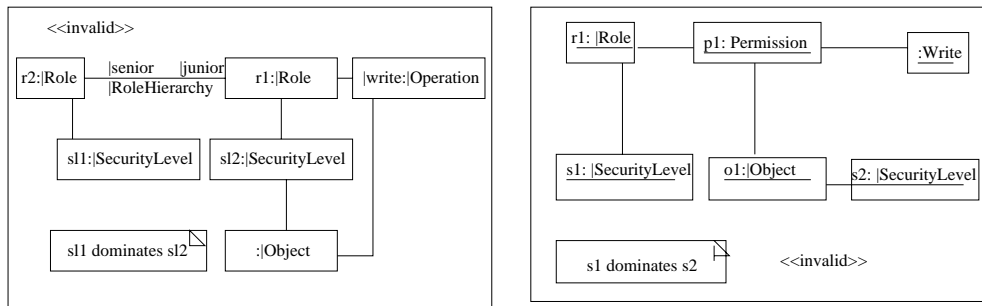 <<invalid>>
r2:|Role
|senior
|junior
|RoleHierarchy
r1:|Role
|write:|Operation
sl1:|SecurityLevel
sl2:|SecurityLevel
sl1 dominates sl2
:|Object
r1: |Role
p1: Permission
:Write
s1: |SecurityLevel
o1:|Object
s2: |SecurityLevel
s1 dominates s2
<<invalid>>